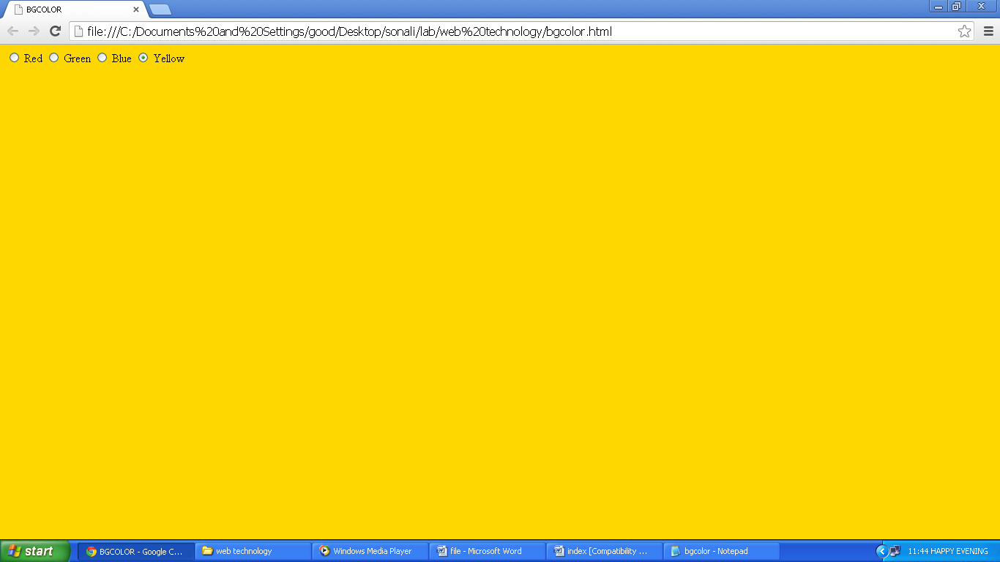 BGCOLOR
file:///C:/Documents%20and%20Settings/good/Desktop/sonali/lab/web%20technology/bgcolor.html
Red Green Blue Yellow
start BGCOLOR - Google C... web technology Windows Media Player file - Microsoft Word index [Compatibility ... bgcolor - Notepad 11:44 HAPPY EVENING